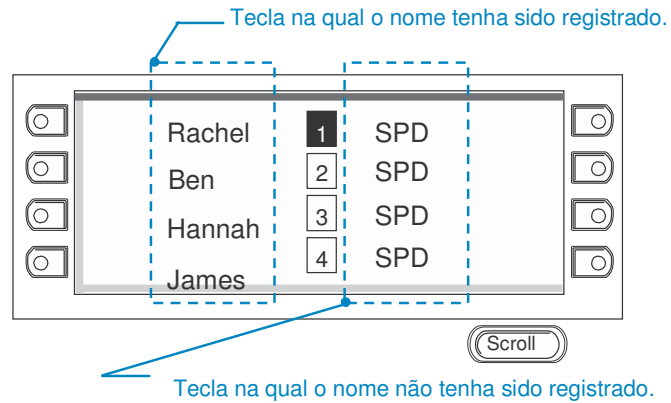 Tecla na qual o nome tenha sido registrado.
Rachel 1 SPD
Ben 2 SPD
Hannah 3 SPD
James 4 SPD
Scroll
Tecla na qual o nome não tenha sido registrado.